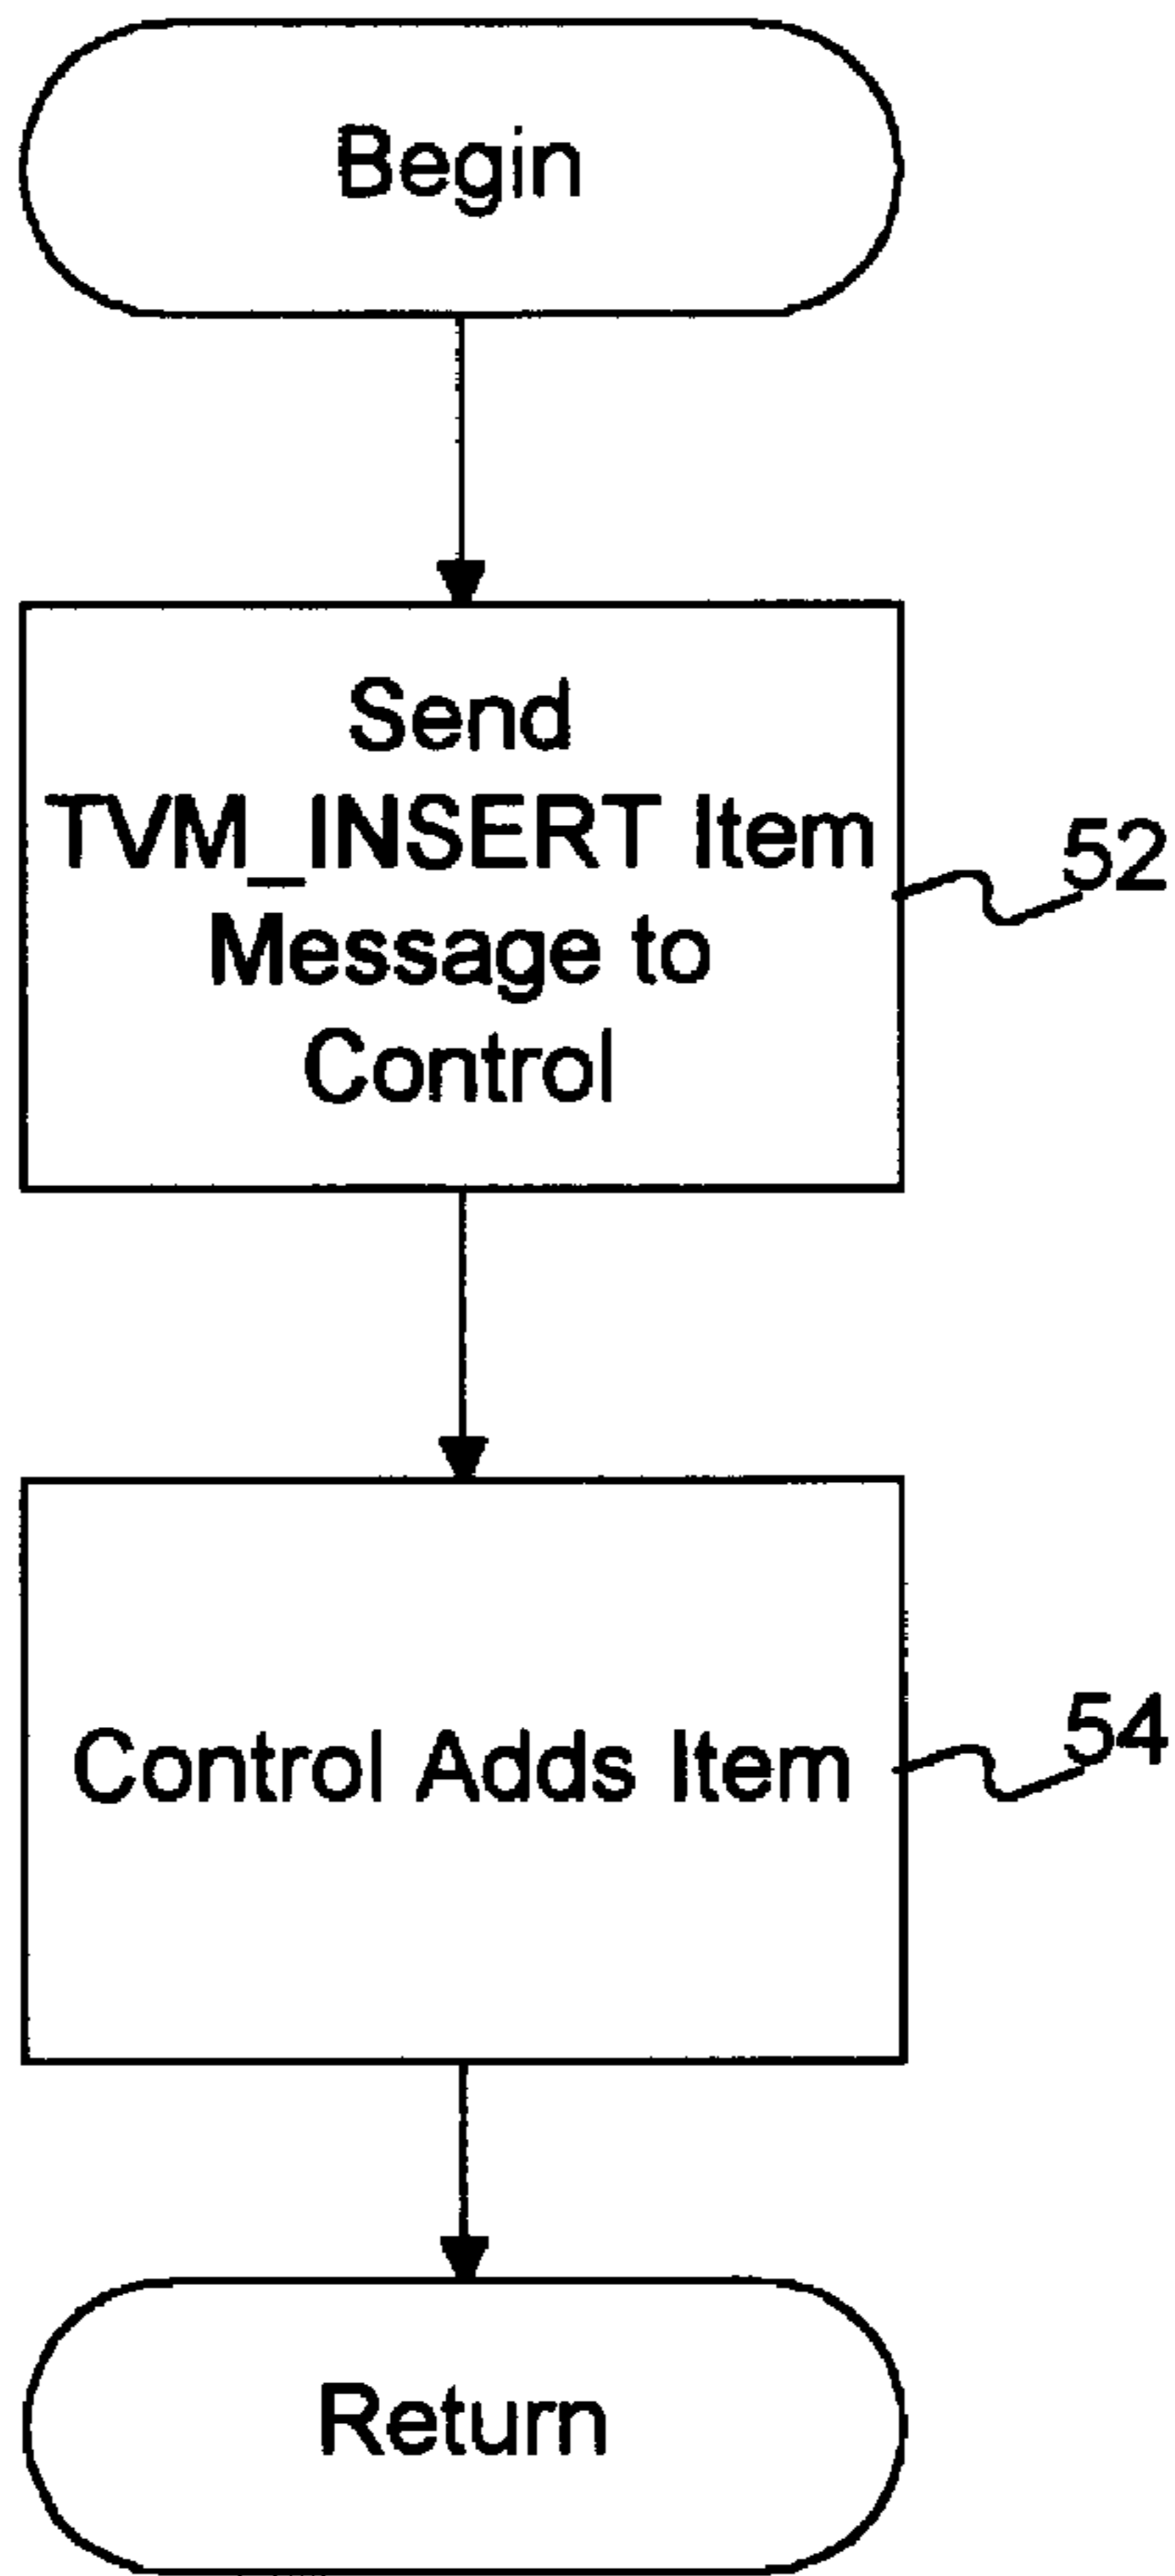 Begin
Send
TVM_INSERT Item
Message to
Control
52
Control Adds Item
54
Return